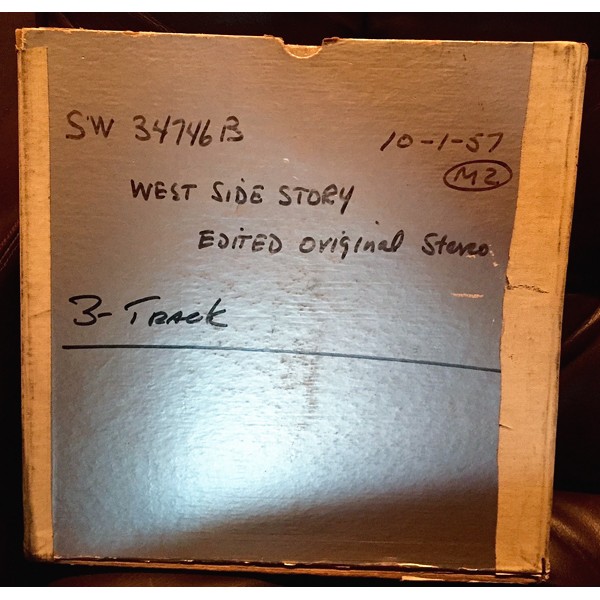 SW 34746B 10-1-57
M2
WEST SIDE STORY
EDITED Original Stereo
3-TRACK